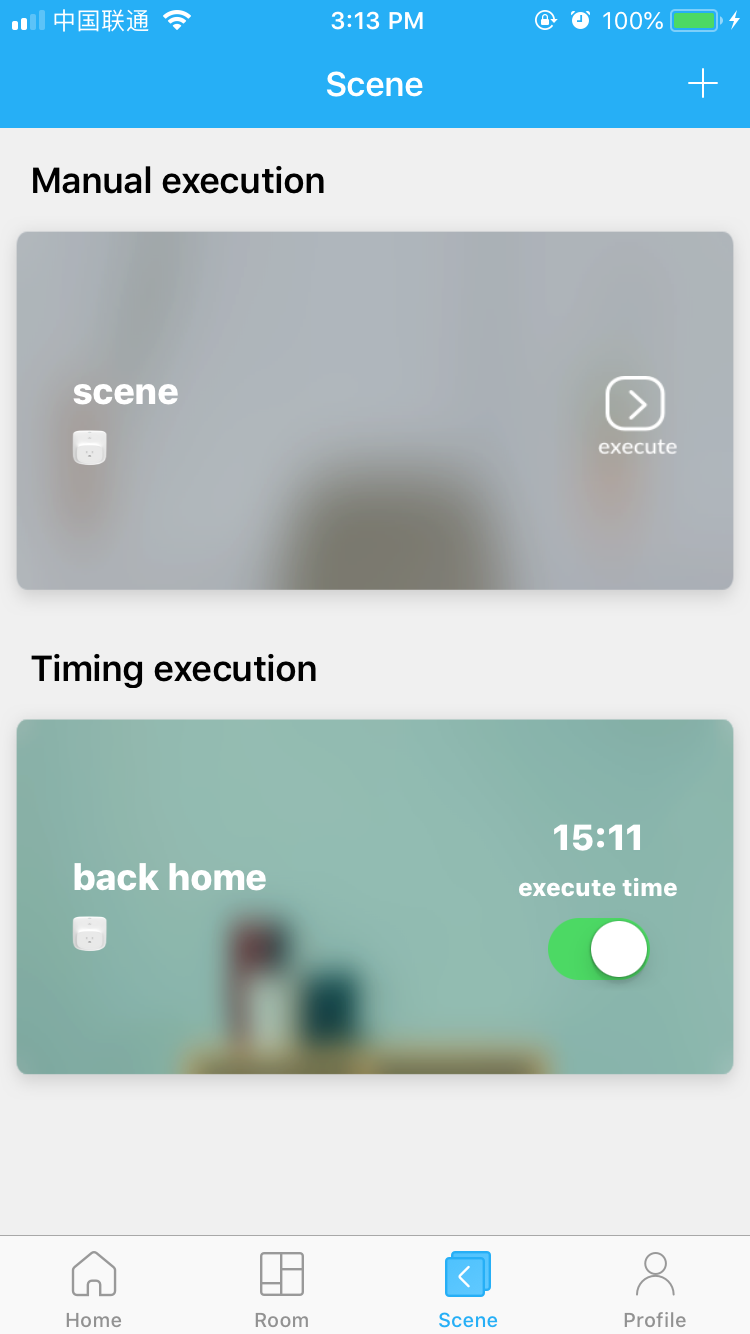 中国联通
3:13 PM
100%
Scene
Manual execution
scene
execute
Timing execution
15:11
back home
execute time
Home
Room
Scene
Profile